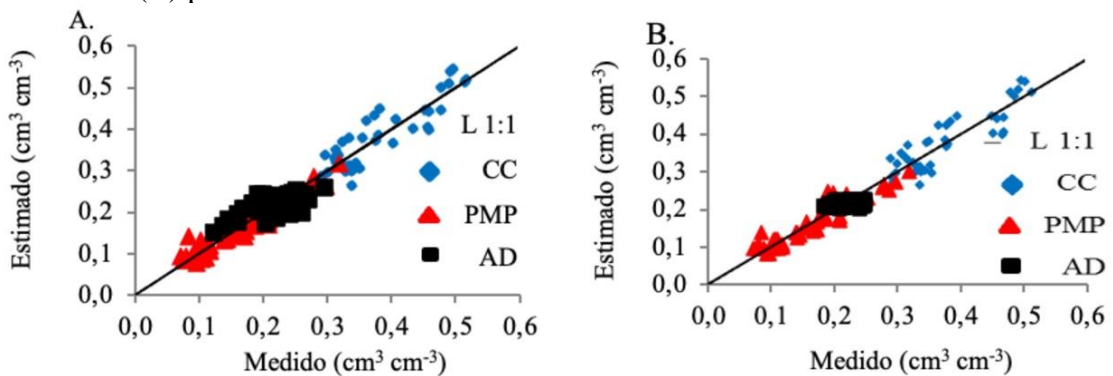 A.
Estimado (cm³ cm⁻³)
0,6
0,5
0,4
0,3
0,2
0,1
0,0
L 1:1
CC
PMP
AD
0,0 0,1 0,2 0,3 0,4 0,5 0,6
Medido (cm³ cm⁻³)
B.
Estimado (cm³ cm⁻³)
0,6
0,5
0,4
0,3
0,2
0,1
0,0
L 1:1
CC
PMP
AD
0,0 0,1 0,2 0,3 0,4 0,5 0,6
Medido (cm³ cm⁻³)